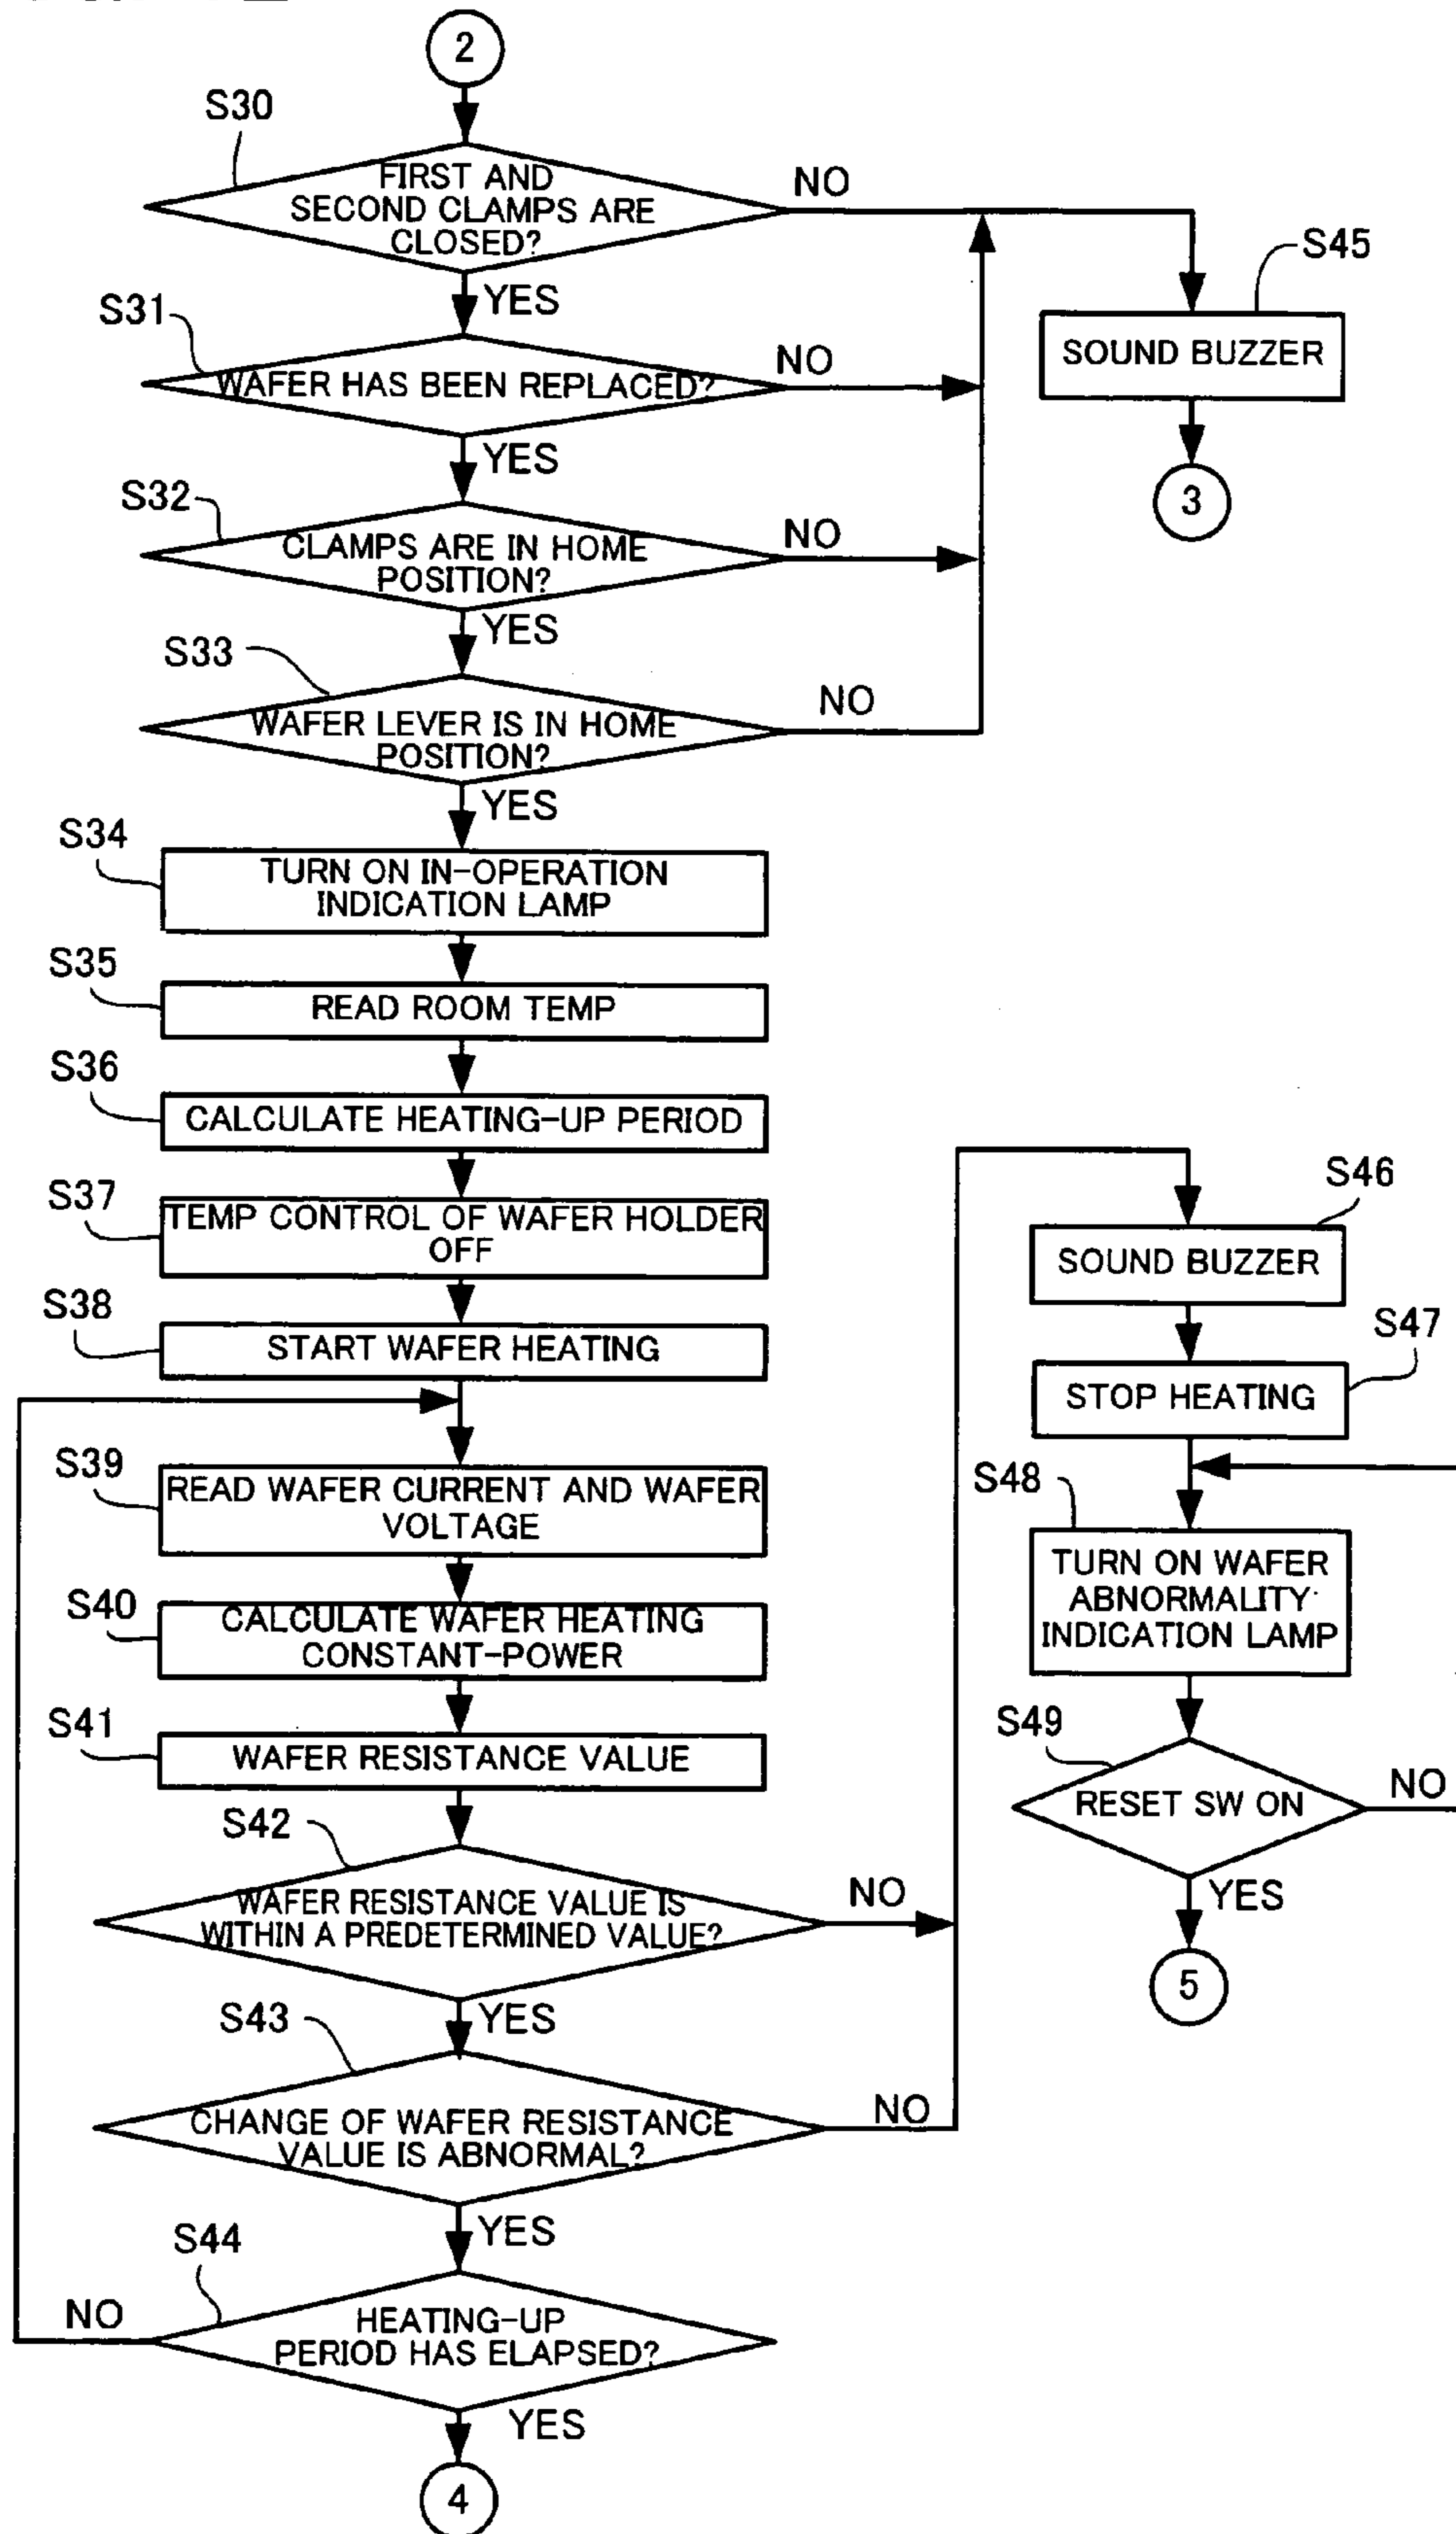 2
S30
FIRST AND
SECOND CLAMPS ARE
CLOSED?
NO
YES
S45
SOUND BUZZER
3
S31
WAFER HAS BEEN REPLACED?
NO
YES
S32
CLAMPS ARE IN HOME
POSITION?
NO
YES
S33
WAFER LEVER IS IN HOME
POSITION?
NO
YES
S34
TURN ON IN-OPERATION
INDICATION LAMP
S35
READ ROOM TEMP
S36
CALCULATE HEATING-UP PERIOD
S37
TEMP CONTROL OF WAFER HOLDER
OFF
S38
START WAFER HEATING
S39
READ WAFER CURRENT AND WAFER
VOLTAGE
S40
CALCULATE WAFER HEATING
CONSTANT-POWER
S41
WAFER RESISTANCE VALUE
S42
WAFER RESISTANCE VALUE IS
WITHIN A PREDETERMINED VALUE?
NO
YES
S43
CHANGE OF WAFER RESISTANCE
VALUE IS ABNORMAL?
NO
YES
S44
HEATING-UP
PERIOD HAS ELAPSED?
NO
YES
4
S46
SOUND BUZZER
S47
STOP HEATING
S48
TURN ON WAFER
ABNORMALITY
INDICATION LAMP
S49
RESET SW ON
NO
YES
5